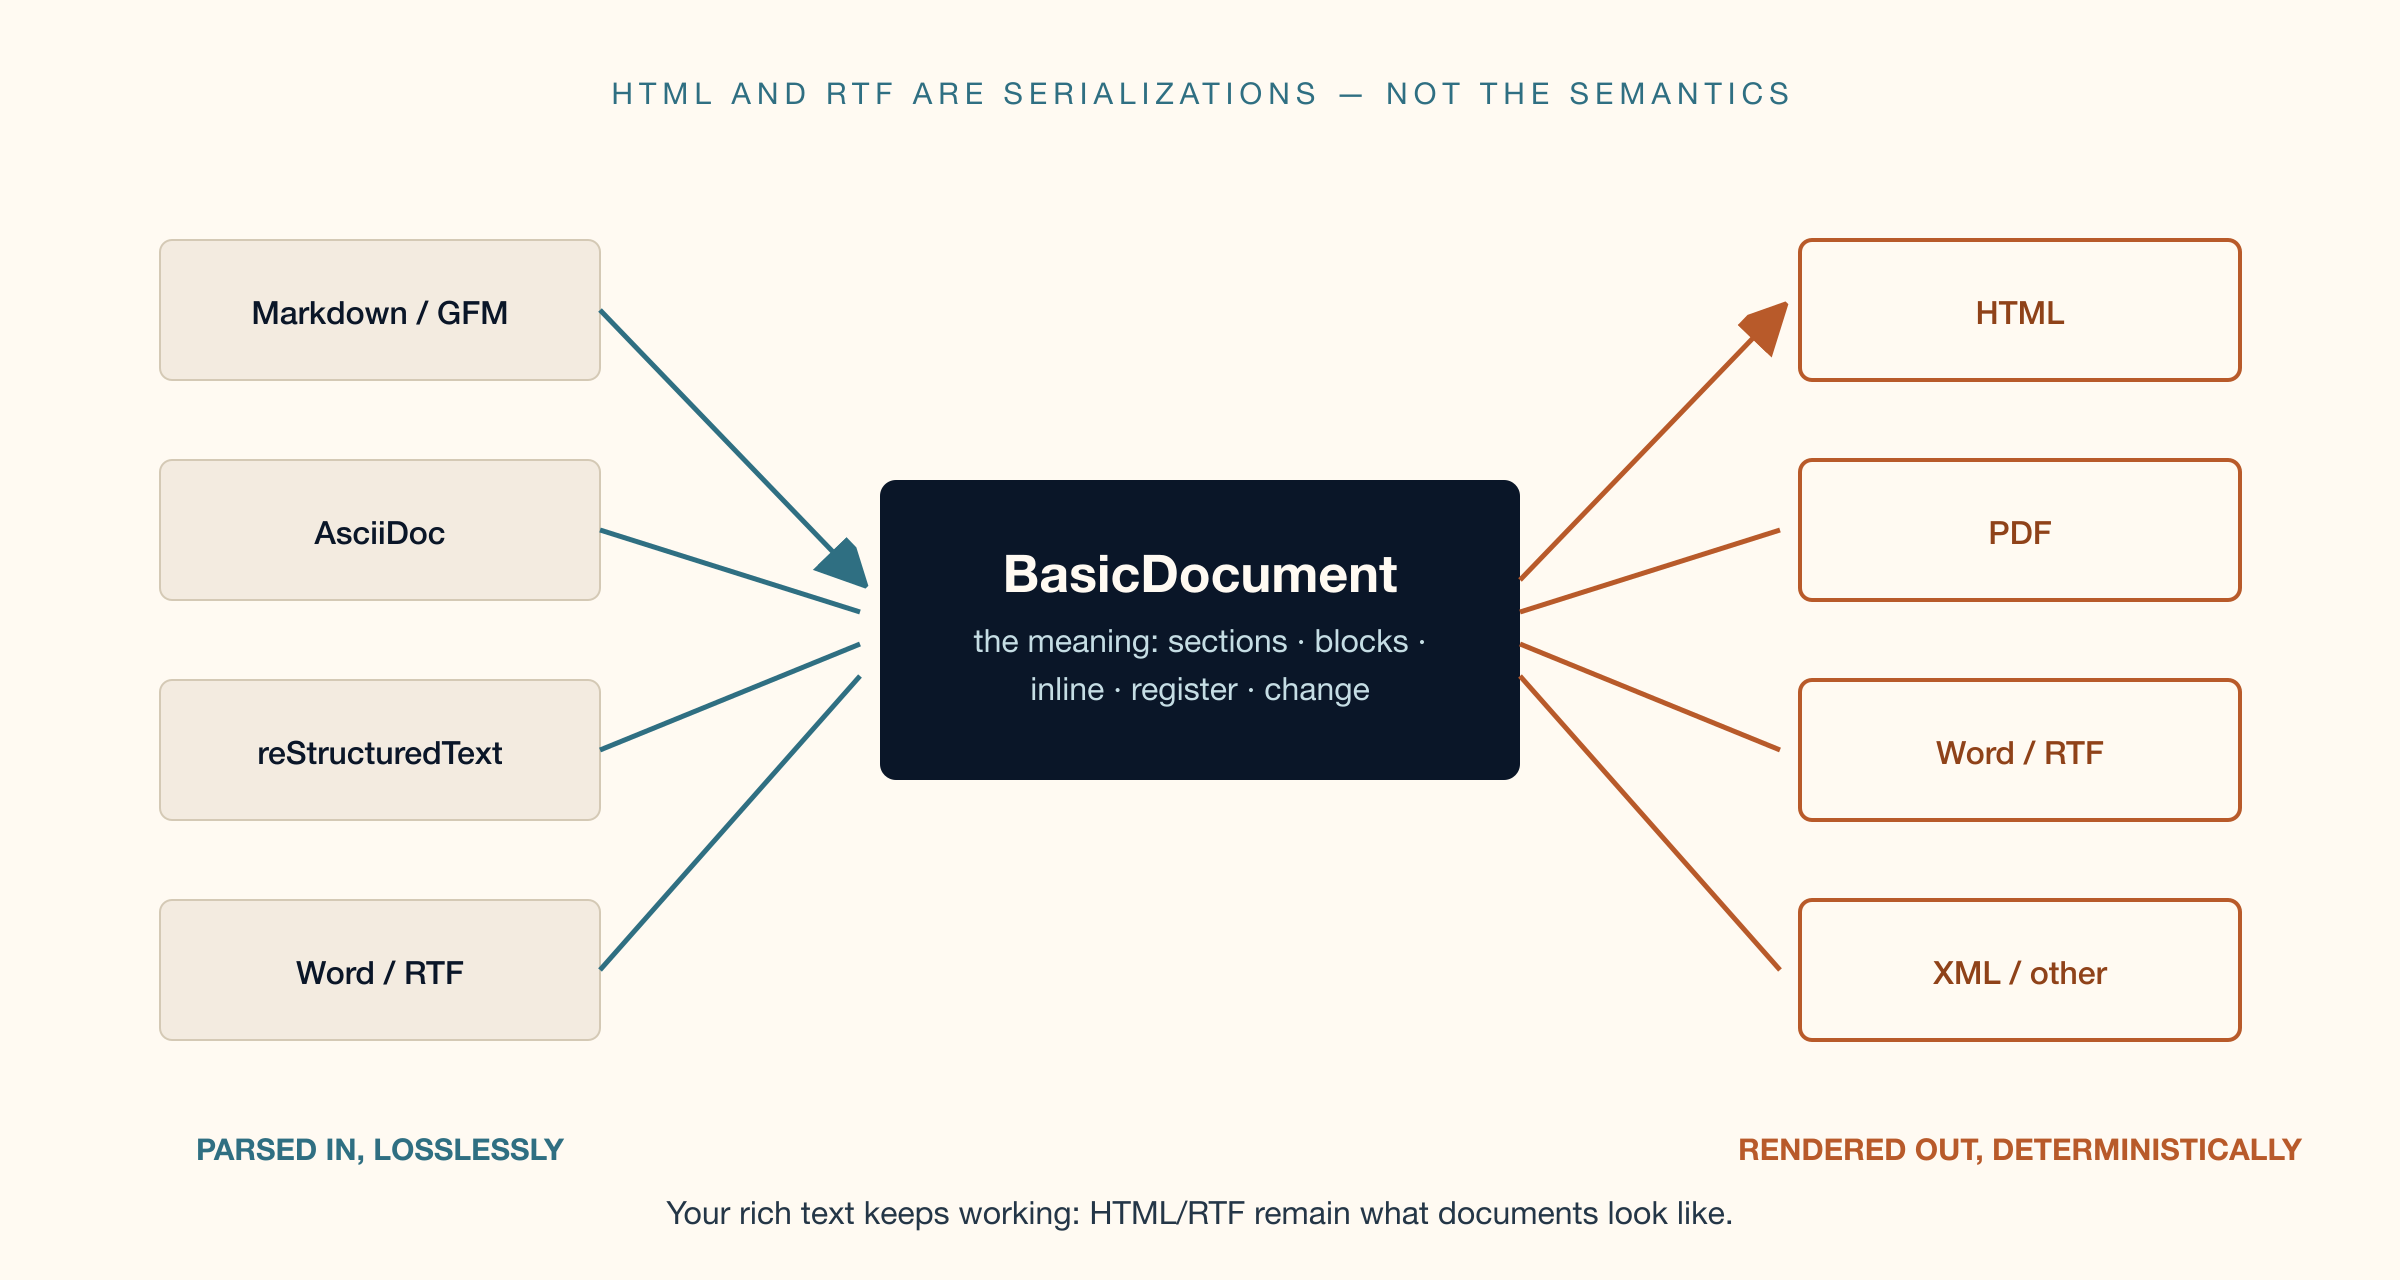 HTML AND RTF ARE SERIALIZATIONS — NOT THE SEMANTICS
Markdown / GFM
AsciiDoc
reStructuredText
Word / RTF
BasicDocument
the meaning: sections · blocks ·
inline · register · change
HTML
PDF
Word / RTF
XML / other
PARSED IN, LOSSLESSLY
RENDERED OUT, DETERMINISTICALLY
Your rich text keeps working: HTML/RTF remain what documents look like.